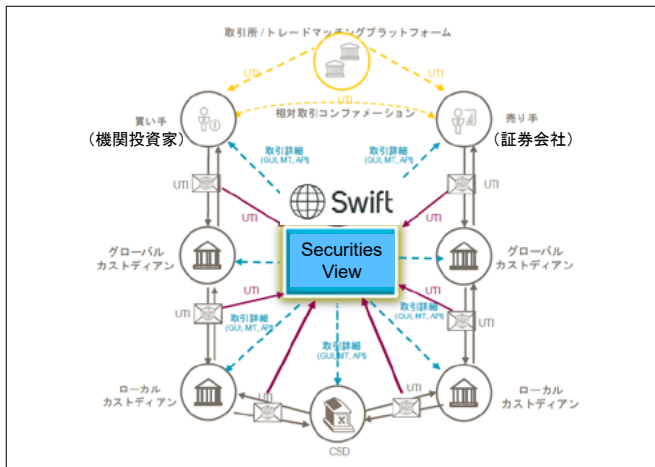 取引所 / トレードマッチングプラットフォーム
UTI
UTI
UTI
買い手
(機関投資家)
相対取引コンファメーション
売り手
(証券会社)
取引詳細
(GUI, MT, API)
取引詳細
(GUI, MT, API)
UTI
UTI
Swift
UTI
UTI
Securities
View
グローバル
カストディアン
グローバル
カストディアン
UTI
UTI
UTI
UTI
取引詳細
(GUI, MT, API)
取引詳細
(GUI, MT, API)
取引詳細
(GUI, MT, API)
ローカル
カストディアン
ローカル
カストディアン
UTI
UTI
CSD